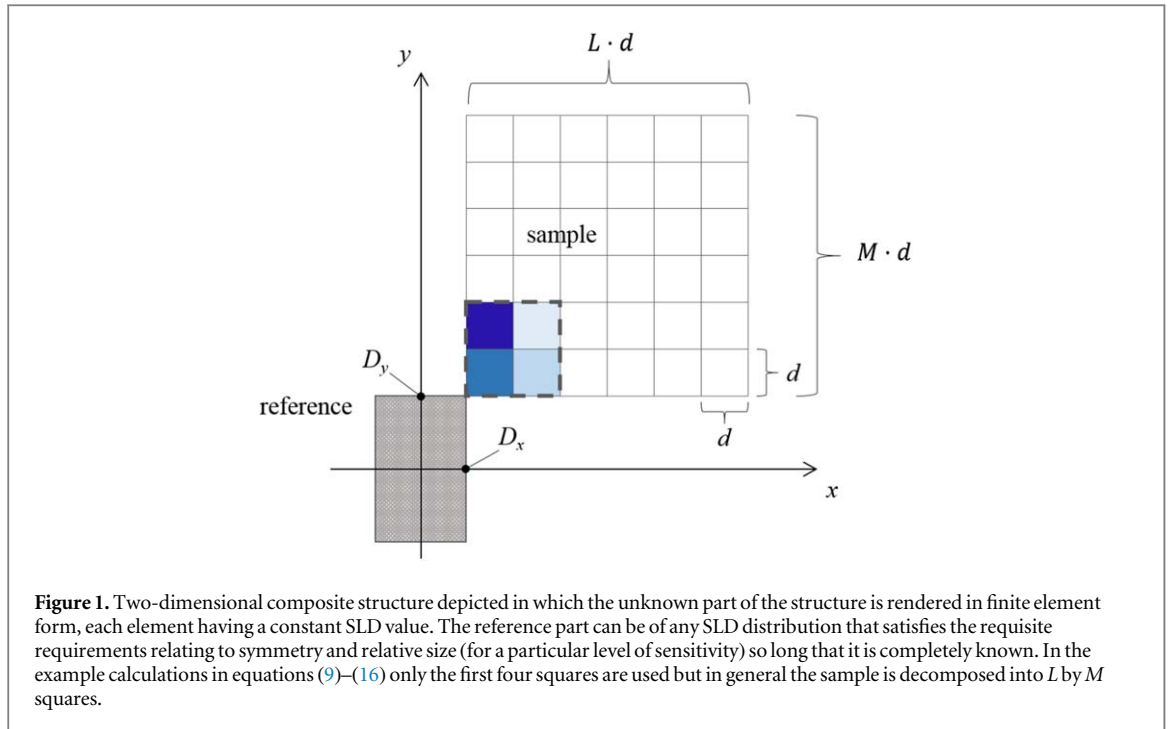 L · d
y
sample
M · d
D_y
d
reference
D_x
d
x
Figure 1. Two-dimensional composite structure depicted in which the unknown part of the structure is rendered in finite element
form, each element having a constant SLD value. The reference part can be of any SLD distribution that satisfies the requisite
requirements relating to symmetry and relative size (for a particular level of sensitivity) so long that it is completely known. In the
example calculations in equations (9)–(16) only the first four squares are used but in general the sample is decomposed into L by M
squares.